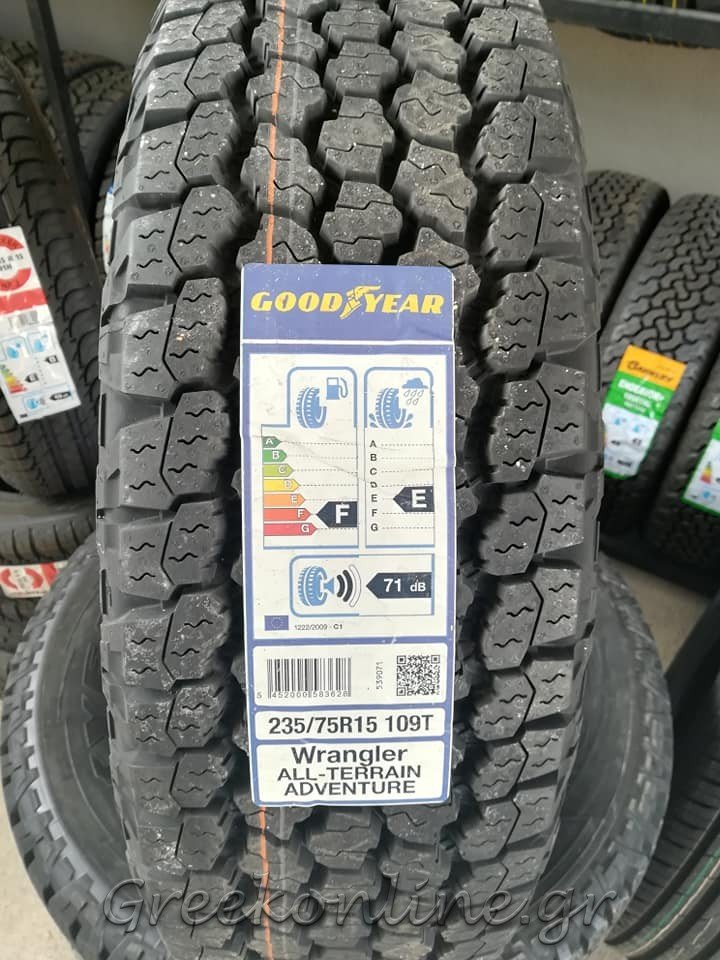 GOODYEAR
A
B
C
D
E
F
G
F
A
B
C
D
E
F
G
E
71 dB
1222/2009 - C1
5 452000 583628
539071
235/75R15 109T
Wrangler
ALL-TERRAIN
ADVENTURE
Greekonline.gr